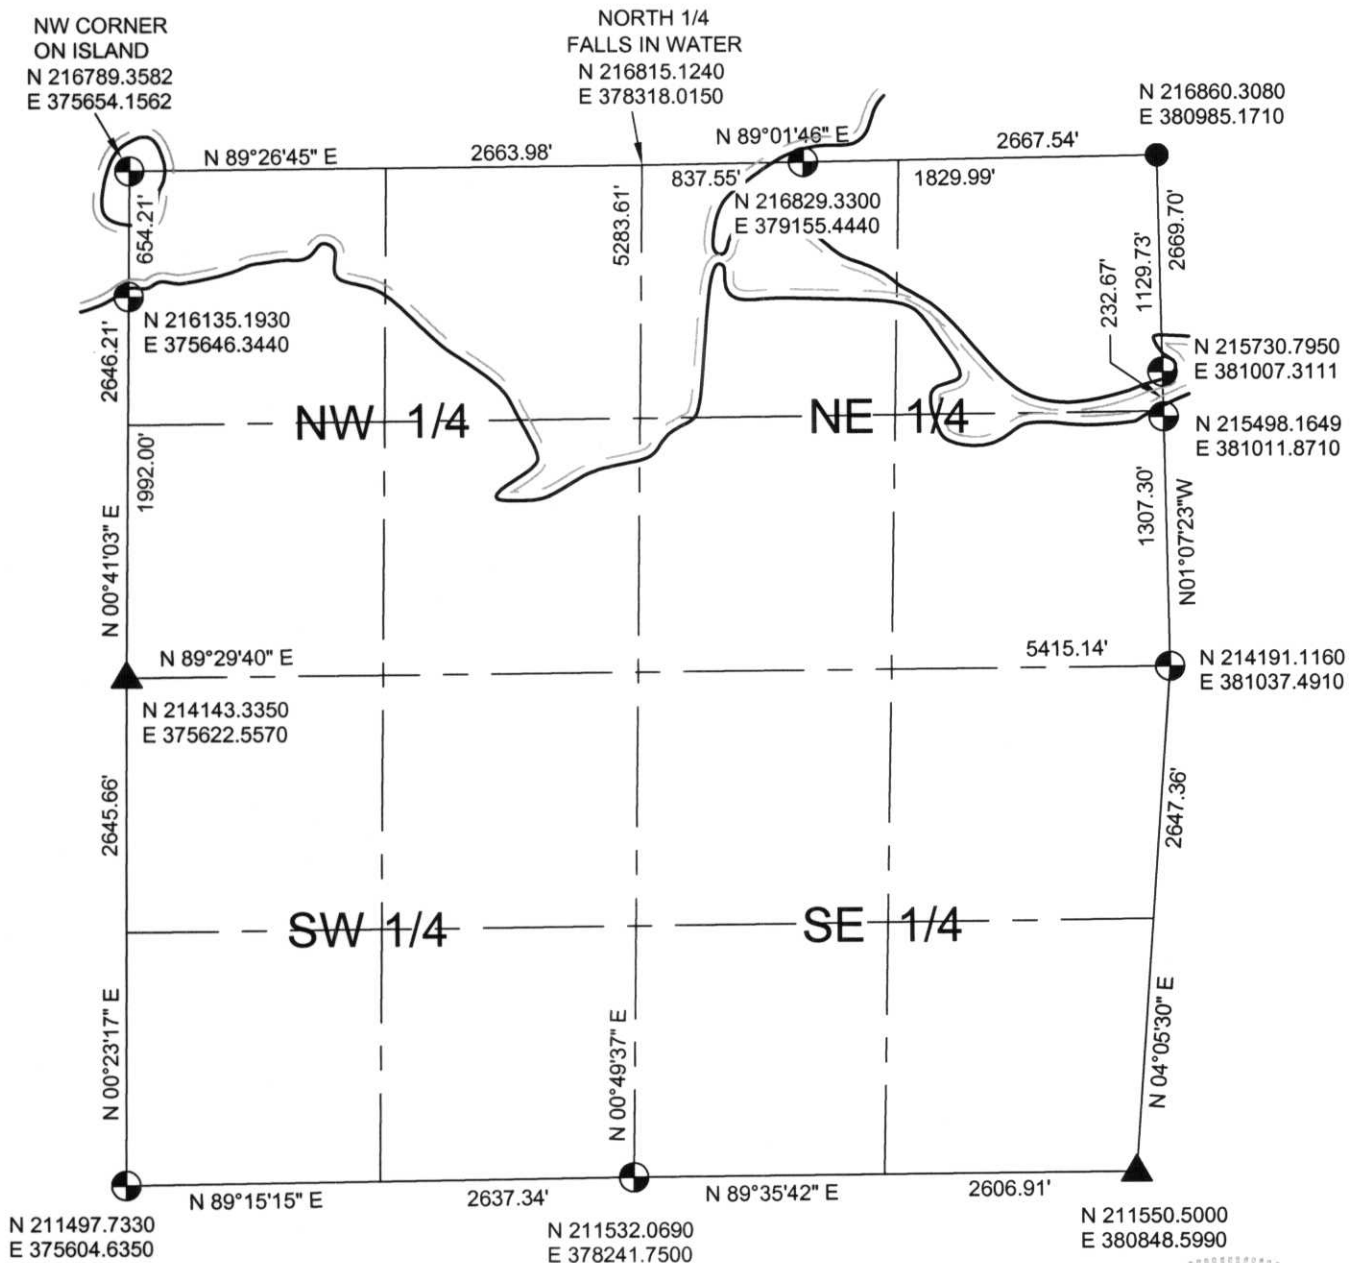 NW CORNER
ON ISLAND
N 216789.3582
E 375654.1562
NORTH 1/4
FALLS IN WATER
N 216815.1240
E 378318.0150
N 216860.3080
E 380985.1710
N 89°26'45" E
2663.98'
N 89°01'46" E
2667.54'
837.55'
1829.99'
N 216829.3300
E 379155.4440
654.21'
5283.61'
2669.70'
1129.73'
232.67'
N 216135.1930
E 375646.3440
2646.21'
N 215730.7950
E 381007.3111
N 215498.1649
E 381011.8710
NW 1/4
NE 1/4
1992.00'
1307.30'
N 00°41'03" E
N01°07'23"W
N 89°29'40" E
5415.14'
N 214191.1160
E 381037.4910
N 214143.3350
E 375622.5570
2645.66'
2647.36'
SW 1/4
SE 1/4
N 00°23'17" E
N 00°49'37" E
N 04°05'30" E
N 89°15'15" E
2637.34'
N 89°35'42" E
2606.91'
N 211497.7330
E 375604.6350
N 211532.0690
E 378241.7500
N 211550.5000
E 380848.5990